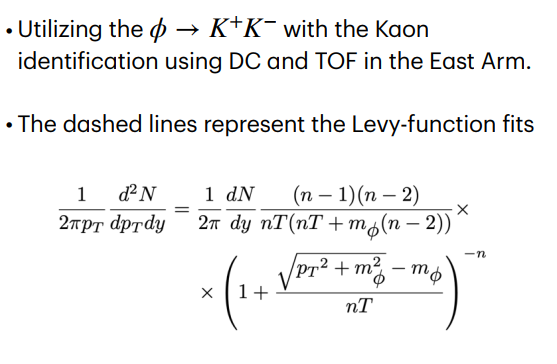 • Utilizing the ϕ → K⁺K⁻ with the Kaon
identification using DC and TOF in the East Arm.
• The dashed lines represent the Levy-function fits
\frac{1}{2\pi p_T} \frac{d^2N}{dp_T dy} = \frac{1}{2\pi} \frac{dN}{dy} \frac{(n-1)(n-2)}{nT(nT + m_\phi(n-2))} \times
\times \left(1 + \frac{\sqrt{p_T{}^2 + m_\phi^2} - m_\phi}{nT}\right)^{-n}